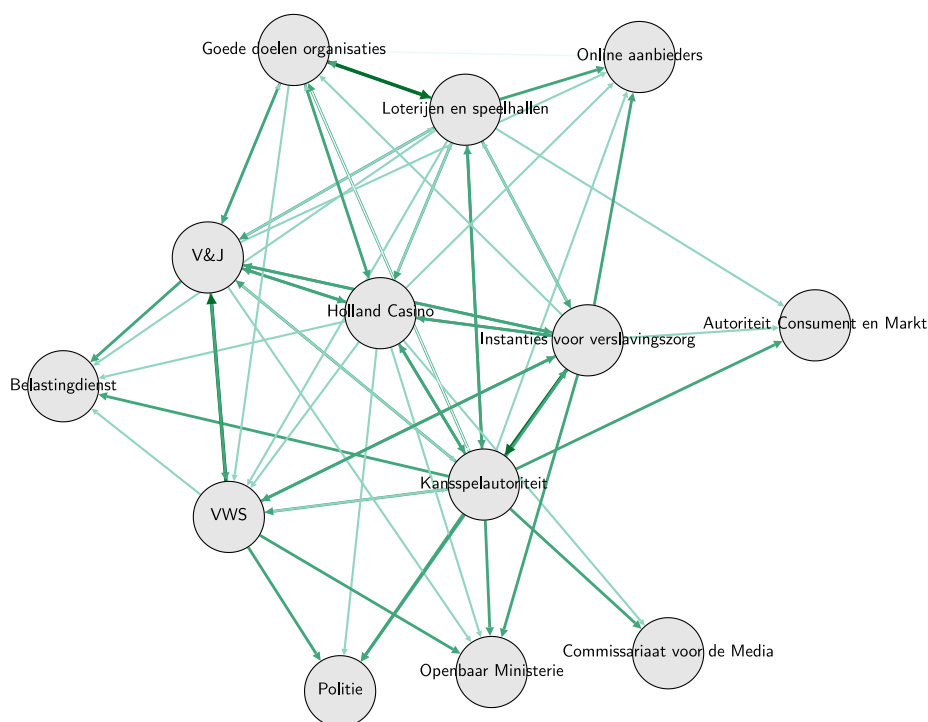 Goede doelen organisaties
Online aanbieders
Loterijen en speelhallen
V&J
Holland Casino
Autoriteit Consument en Markt
Instanties voor verslavingszorg
Belastingdienst
Kansspelautoriteit
VWS
Commissariaat voor de Media
Openbaar Ministerie
Politie